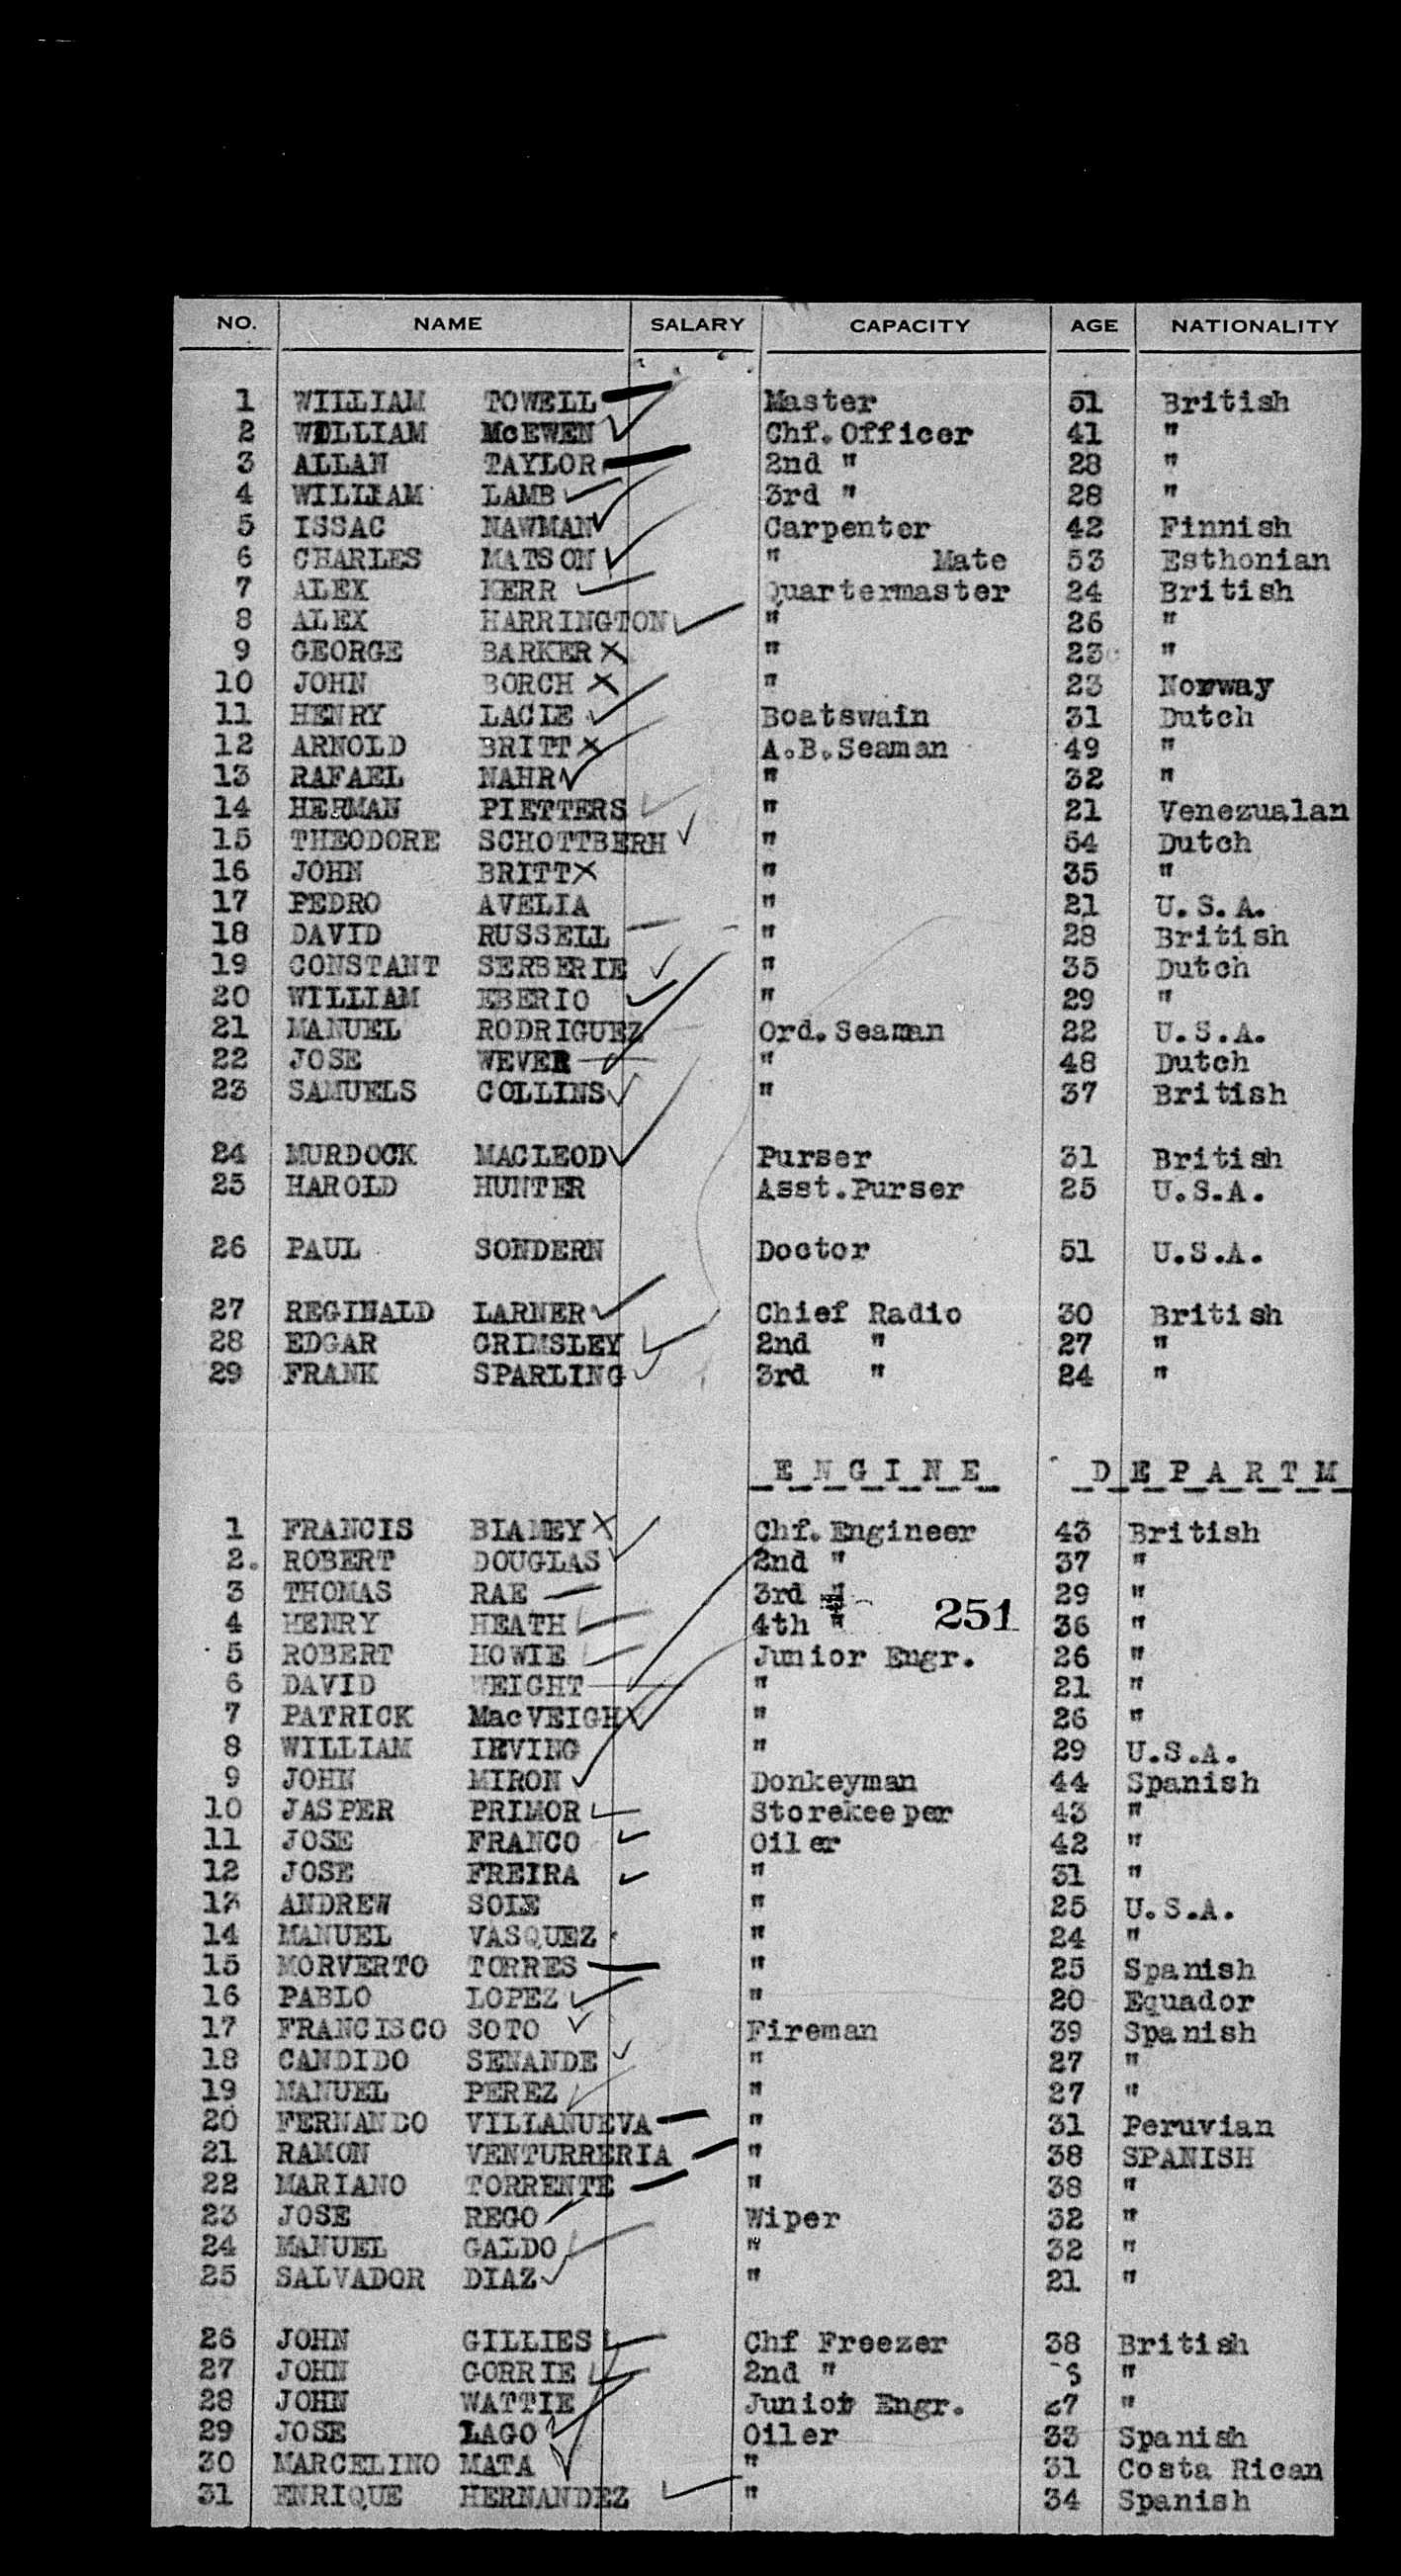 NO. NAME SALARY CAPACITY AGE NATIONALITY
1 WILLIAM TOWELL Master 51 British
2 WILLIAM McEWEN Chf. Officer 41 "
3 ALLAN TAYLOR 2nd " 28 "
4 WILLIAM LAMB 3rd " 28 "
5 ISSAC NAWMAN Carpenter 42 Finnish
6 CHARLES MATSON " Mate 53 Esthonian
7 ALEX KERR Quartermaster 24 British
8 ALEX HARRINGTON " 26 "
9 GEORGE BARKER " 23 "
10 JOHN BORCH " 23 Norway
11 HENRY LACLE Boatswain 31 Dutch
12 ARNOLD BRITT A.B.Seaman 49 "
13 RAFAEL NAHR " 32 "
14 HERMAN PIETTERS " 21 Venezualan
15 THEODORE SCHOTTBERH " 54 Dutch
16 JOHN BRITT " 35 "
17 PEDRO AVELIA " 21 U.S.A.
18 DAVID RUSSELL " 28 British
19 CONSTANT SERBERIE " 35 Dutch
20 WILLIAM EBERIO " 29 "
21 MANUEL RODRIGUEZ Ord.Seaman 22 U.S.A.
22 JOSE WEVER " 48 Dutch
23 SAMUELS COLLINS " 37 British
24 MURDOCK MACLEOD Purser 31 British
25 HAROLD HUNTER Asst.Purser 25 U.S.A.
26 PAUL SONDERN Doctor 51 U.S.A.
27 REGINALD LARNER Chief Radio 30 British
28 EDGAR GRIMSLEY 2nd " 27 "
29 FRANK SPARLING 3rd " 24 "
E N G I N E D E P A R T M
1 FRANCIS BLAMEY Chf. Engineer 43 British
2. ROBERT DOUGLAS 2nd " 37 "
3 THOMAS RAE 3rd " 29 "
4 HENRY HEATH 4th " 251 36 "
5 ROBERT HOWIE Junior Engr. 26 "
6 DAVID WEIGHT " 21 "
7 PATRICK MacVEIGH " 26 "
8 WILLIAM IRVING " 29 U.S.A.
9 JOHN MIRON Donkeyman 44 Spanish
10 JASPER PRIMOR Storekeeper 43 "
11 JOSE FRANCO Oiler 42 "
12 JOSE FREIRA " 31 "
13 ANDREW SOLE " 25 U.S.A.
14 MANUEL VASQUEZ " 24 "
15 MORVERTO TORRES " 25 Spanish
16 PABLO LOPEZ " 20 Equador
17 FRANCISCO SOTO Fireman 39 Spanish
18 CANDIDO SENANDE " 27 "
19 MANUEL PEREZ " 27 "
20 FERNANDO VILLANUEVA " 31 Peruvian
21 RAMON VENTURRERIA " 38 SPANISH
22 MARIANO TORRENTE " 38 "
23 JOSE REGO Wiper 32 "
24 MANUEL GALDO " 32 "
25 SALVADOR DIAZ " 21 "
26 JOHN GILLIES Chf Freezer 38 British
27 JOHN GORRIE 2nd " "
28 JOHN WATTIE Junior Engr. 27 "
29 JOSE LAGO Oiler 33 Spanish
30 MARCELINO MATA " 31 Costa Rican
31 ENRIQUE HERNANDEZ " 34 Spanish